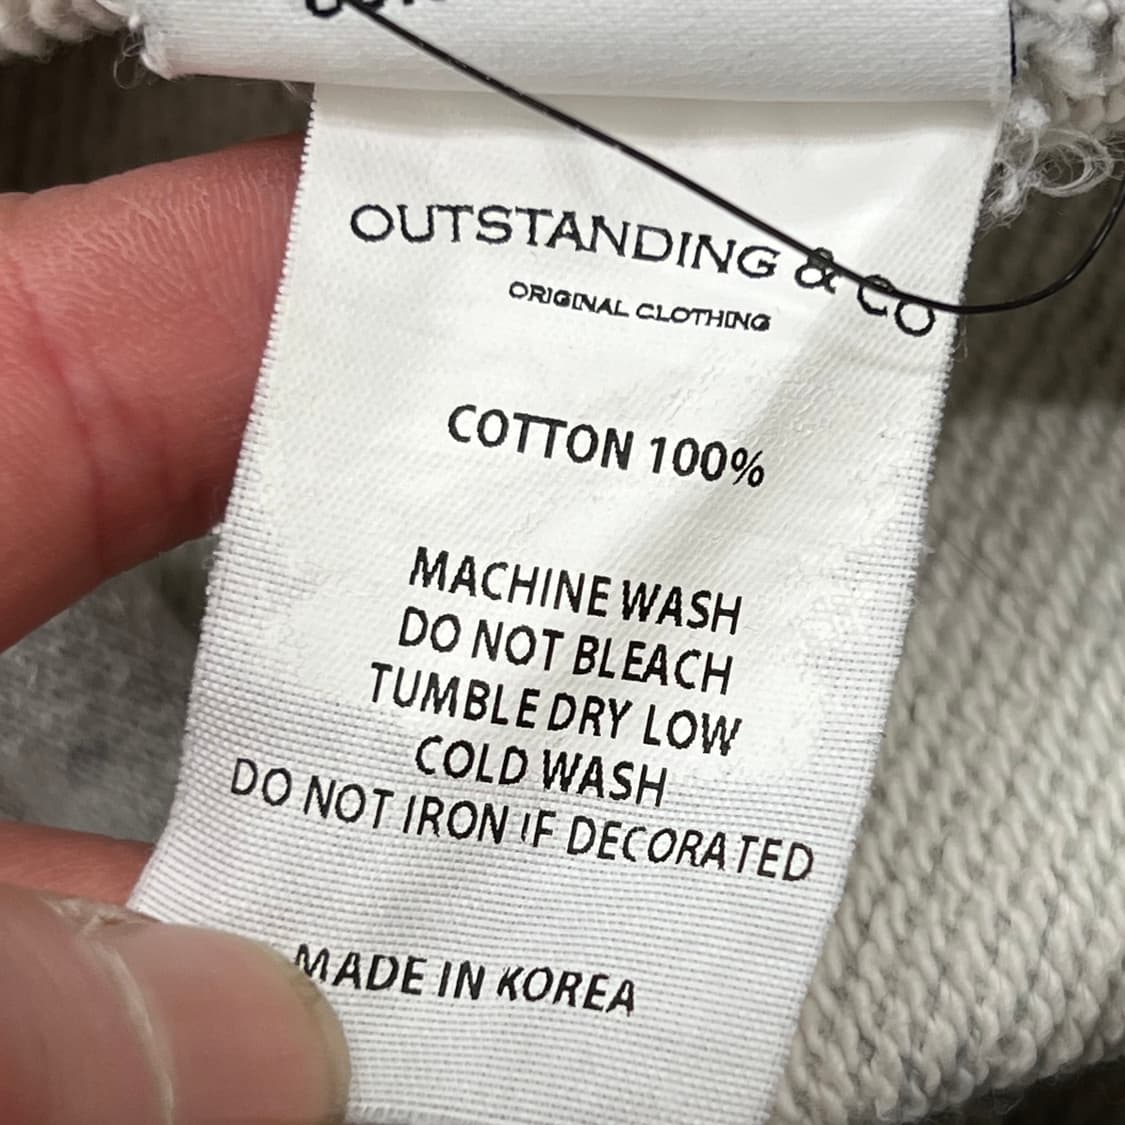 OUTSTANDING & CO
ORIGINAL CLOTHING
COTTON 100%
MACHINE WASH
DO NOT BLEACH
TUMBLE DRY LOW
COLD WASH
DO NOT IRON IF DECORATED
MADE IN KOREA